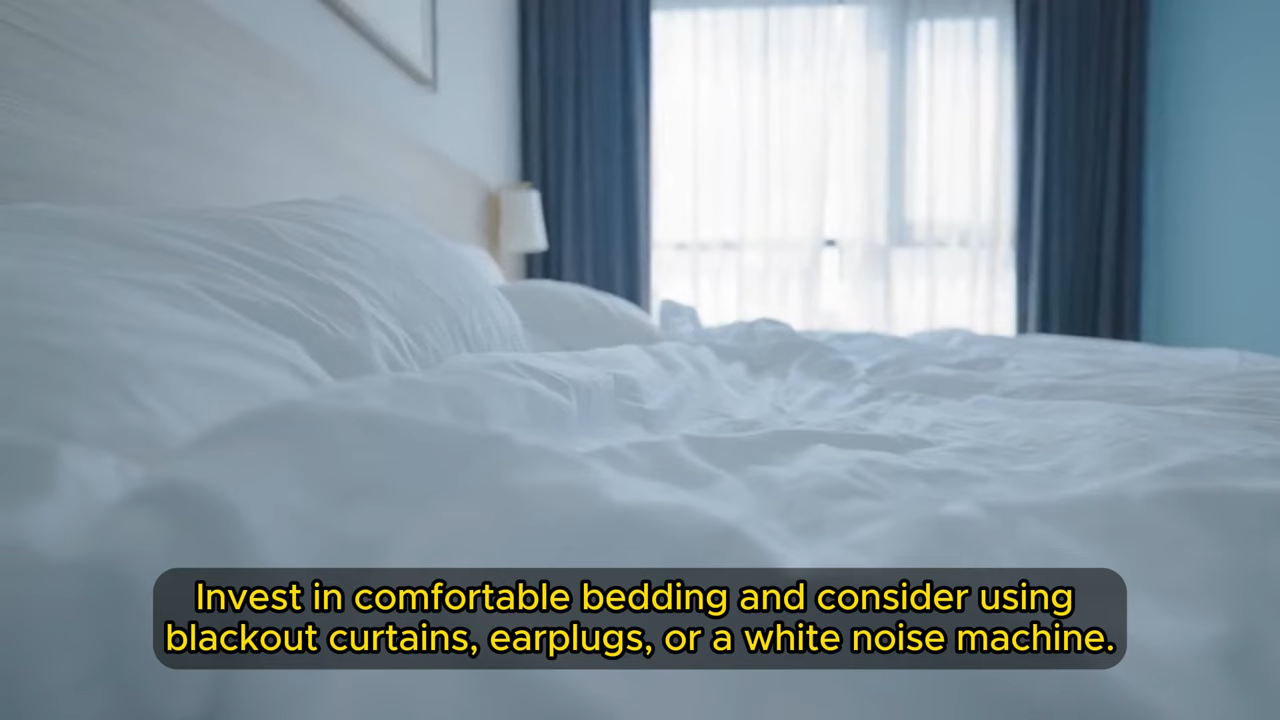 Invest in comfortable bedding and consider using
blackout curtains, earplugs, or a white noise machine.